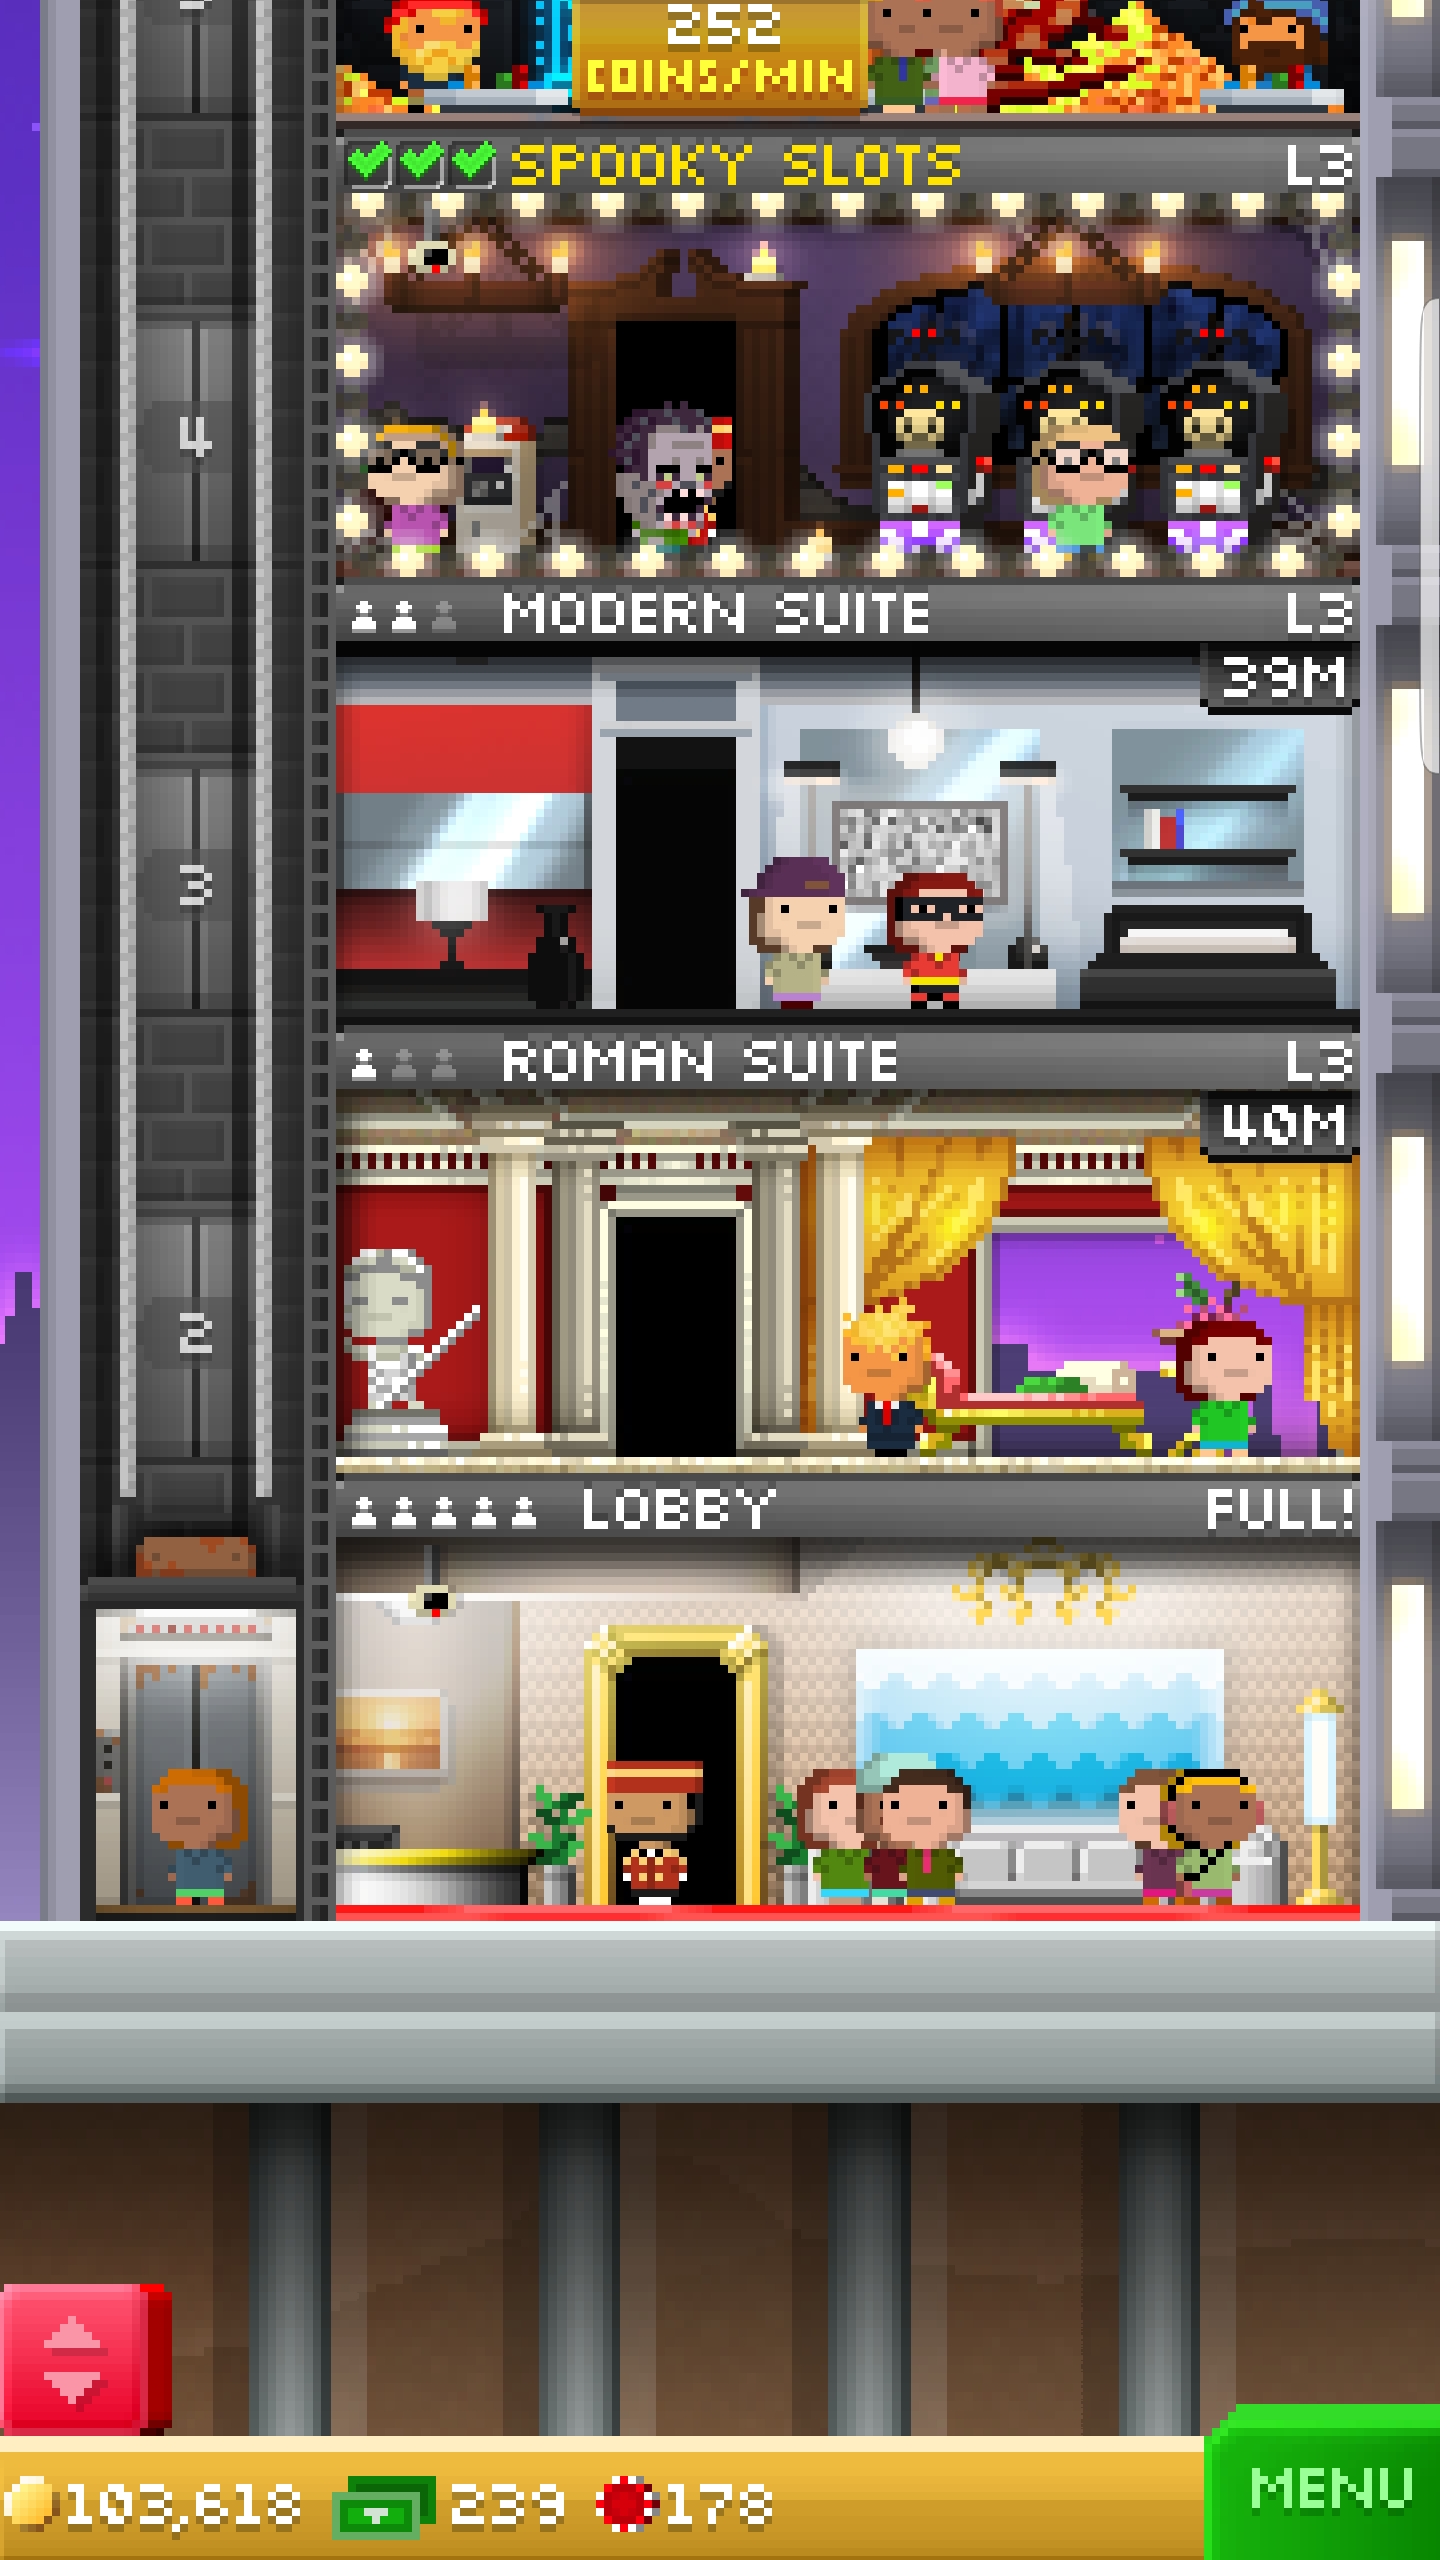 252
COINS/MIN
SPOOKY SLOTS L3
4
MODERN SUITE L3
39M
3
ROMAN SUITE L3
40M
2
LOBBY FULL!
103,618 239 178
MENU